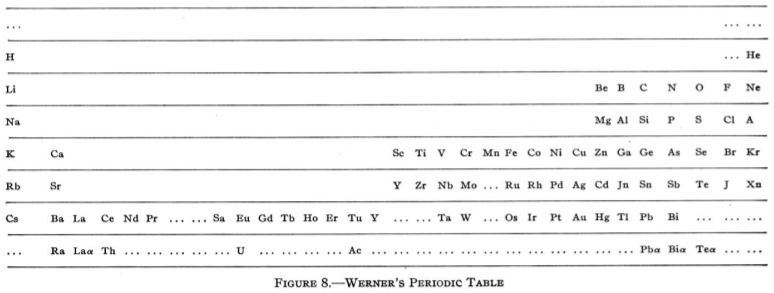 ... ... ...
H ... He
Li Be B C N O F Ne
Na Mg Al Si P S Cl A
K Ca Sc Ti V Cr Mn Fe Co Ni Cu Zn Ga Ge As Se Br Kr
Rb Sr Y Zr Nb Mo ... Ru Rh Pd Ag Cd Jn Sn Sb Te J Xn
Cs Ba La Ce Nd Pr ... ... Sa Eu Gd Tb Ho Er Tu Y ... ... Ta W ... Os Ir Pt Au Hg Tl Pb Bi ... ... ...
... Ra Laα Th ... ... ... ... ... U ... ... ... ... Ac ... ... ... ... ... ... ... ... ... ... ... ... Pbα Biα Teα ... ...
FIGURE 8.—WERNER'S PERIODIC TABLE